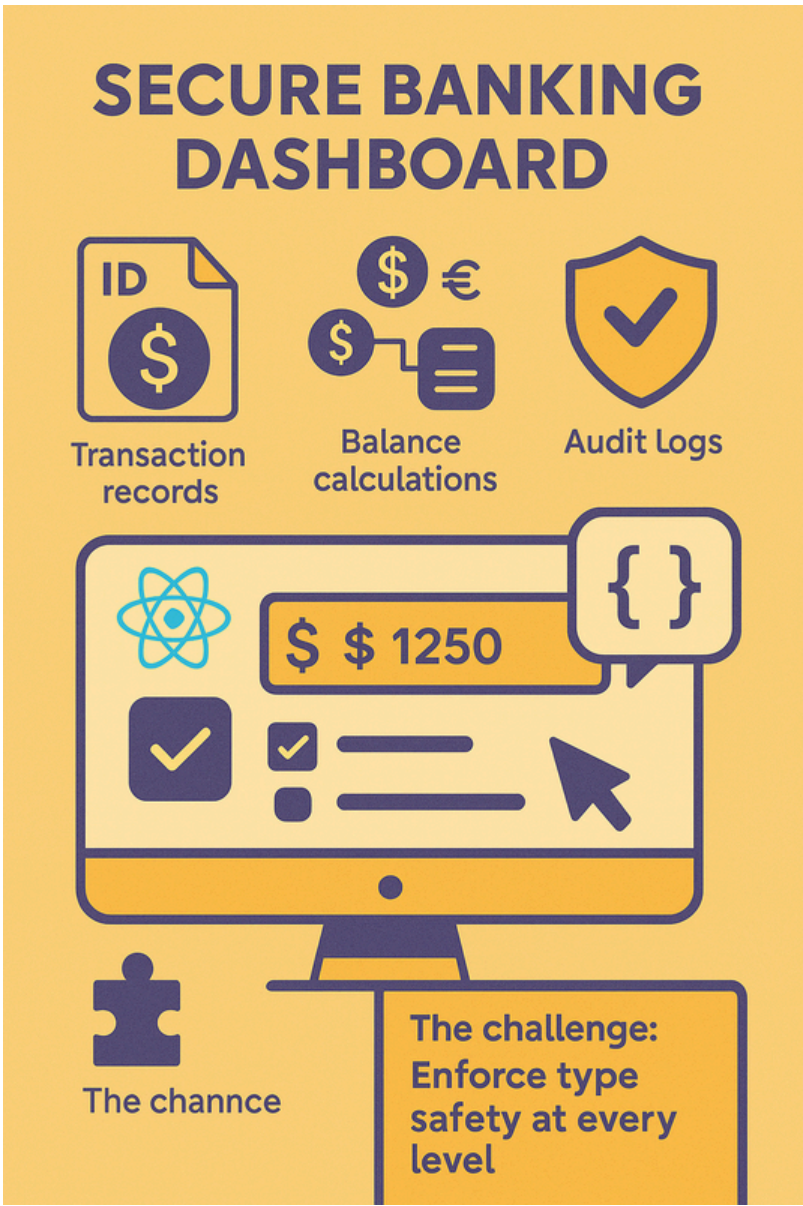 SECURE BANKING
DASHBOARD
ID
$
$ €
$
Transaction
records
Balance
calculations
Audit Logs
{ }
$ $ 1250
The channce
The challenge:
Enforce type
safety at every
level